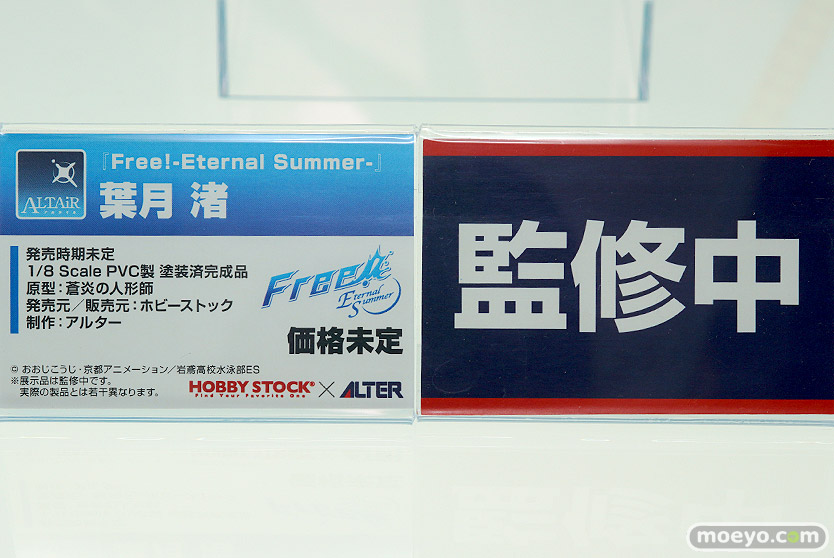 『Free!-Eternal Summer-』
ALTAiR
葉月 渚
発売時期未定
1/8 Scale PVC製 塗装済完成品
原型：蒼炎の人形師
発売元／販売元：ホビーストック
制作：アルター
Free!
Eternal Summer
価格未定
© おおじこうじ・京都アニメーション／岩鳶高校水泳部ES
※展示品は監修中です。
実際の製品とは若干異なります。
HOBBY STOCK® × ALTER
Find Your Favorite One
監修中
moeyo.com